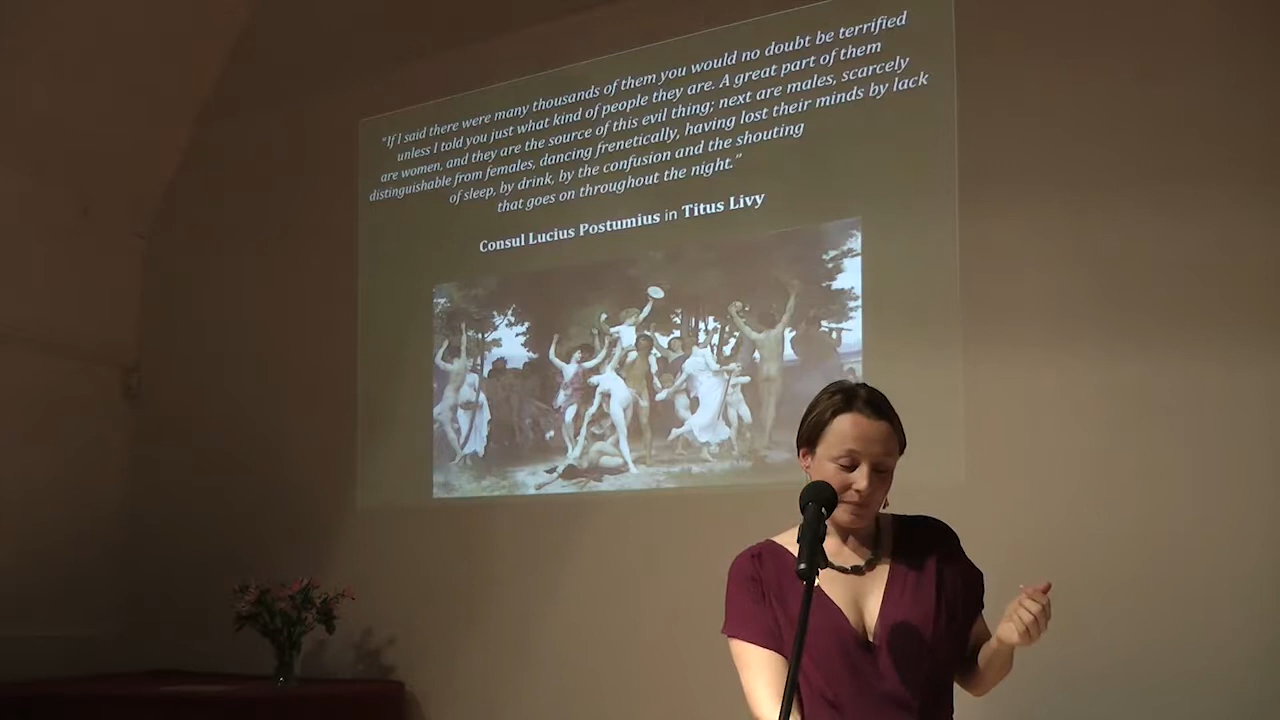 "If I said there were many thousands of them you would no doubt be terrified
unless I told you just what kind of people they are. A great part of them
are women, and they are the source of this evil thing; next are males, scarcely
distinguishable from females, dancing frenetically, having lost their minds by lack
of sleep, by drink, by the confusion and the shouting
that goes on throughout the night."
Consul Lucius Postumius in Titus Livy